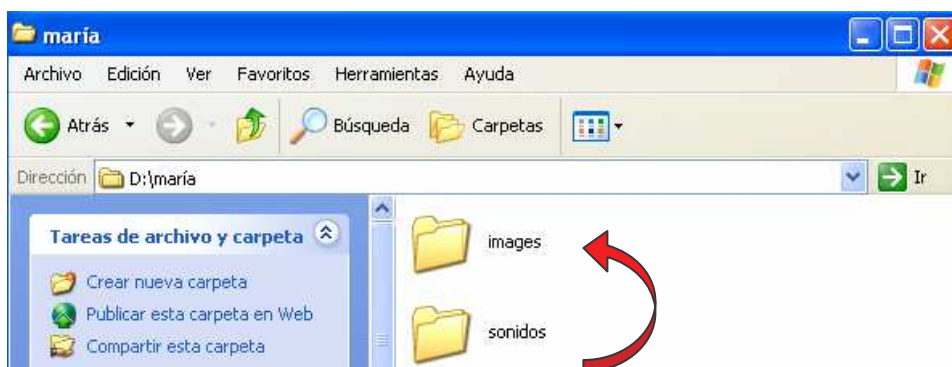 maría
Archivo Edición Ver Favoritos Herramientas Ayuda
Atrás Búsqueda Carpetas
Dirección D:\maría Ir
Tareas de archivo y carpeta
images
Crear nueva carpeta
Publicar esta carpeta en Web
sonidos
Compartir esta carpeta